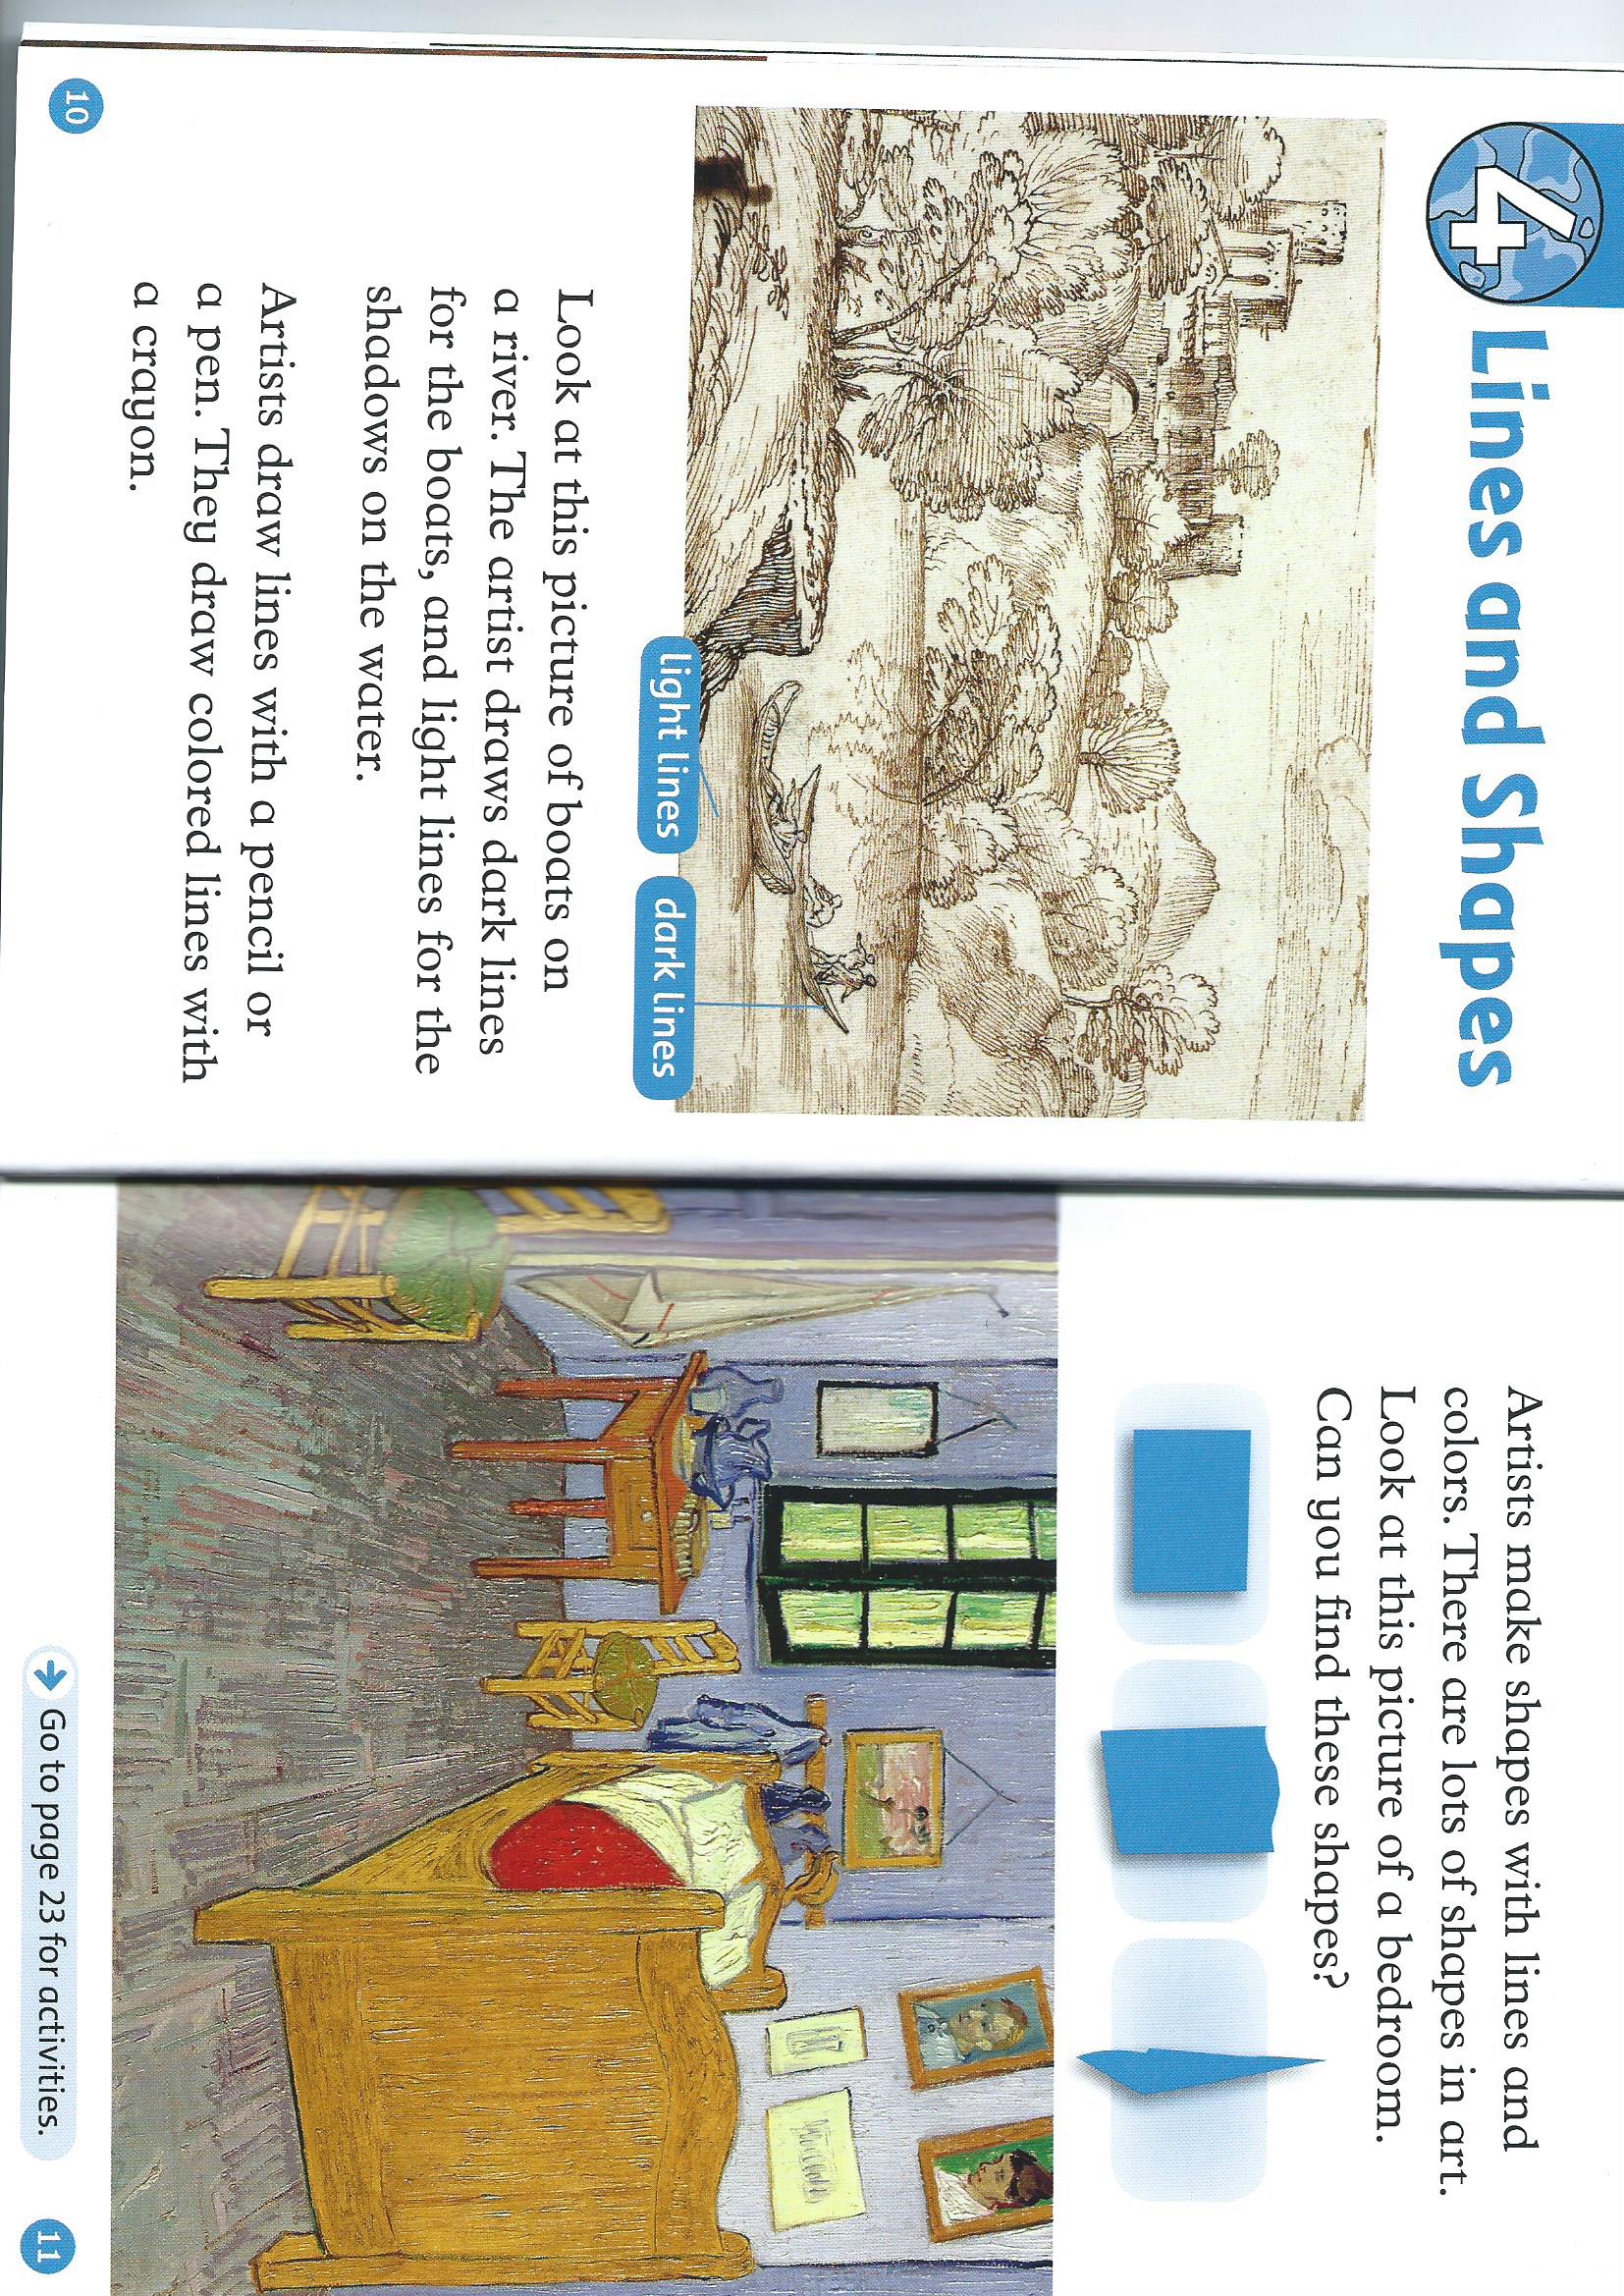 4
Lines and Shapes
light lines
dark lines
Look at this picture of boats on
a river. The artist draws dark lines
for the boats, and light lines for the
shadows on the water.
Artists draw lines with a pencil or
a pen. They draw colored lines with
a crayon.
10
Artists make shapes with lines and
colors. There are lots of shapes in art.
Look at this picture of a bedroom.
Can you find these shapes?
Go to page 23 for activities.
11